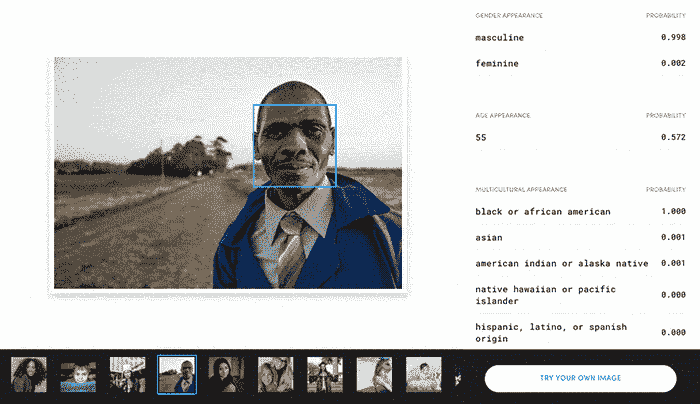 GENDER APPEARANCE PROBABILITY
masculine 0.998
feminine 0.002
AGE APPEARANCE PROBABILITY
55 0.572
MULTICULTURAL APPEARANCE PROBABILITY
black or african american 1.000
asian 0.001
american indian or alaska native 0.001
native hawaiian or pacific
islander 0.000
hispanic, latino, or spanish
origin 0.000
TRY YOUR OWN IMAGE